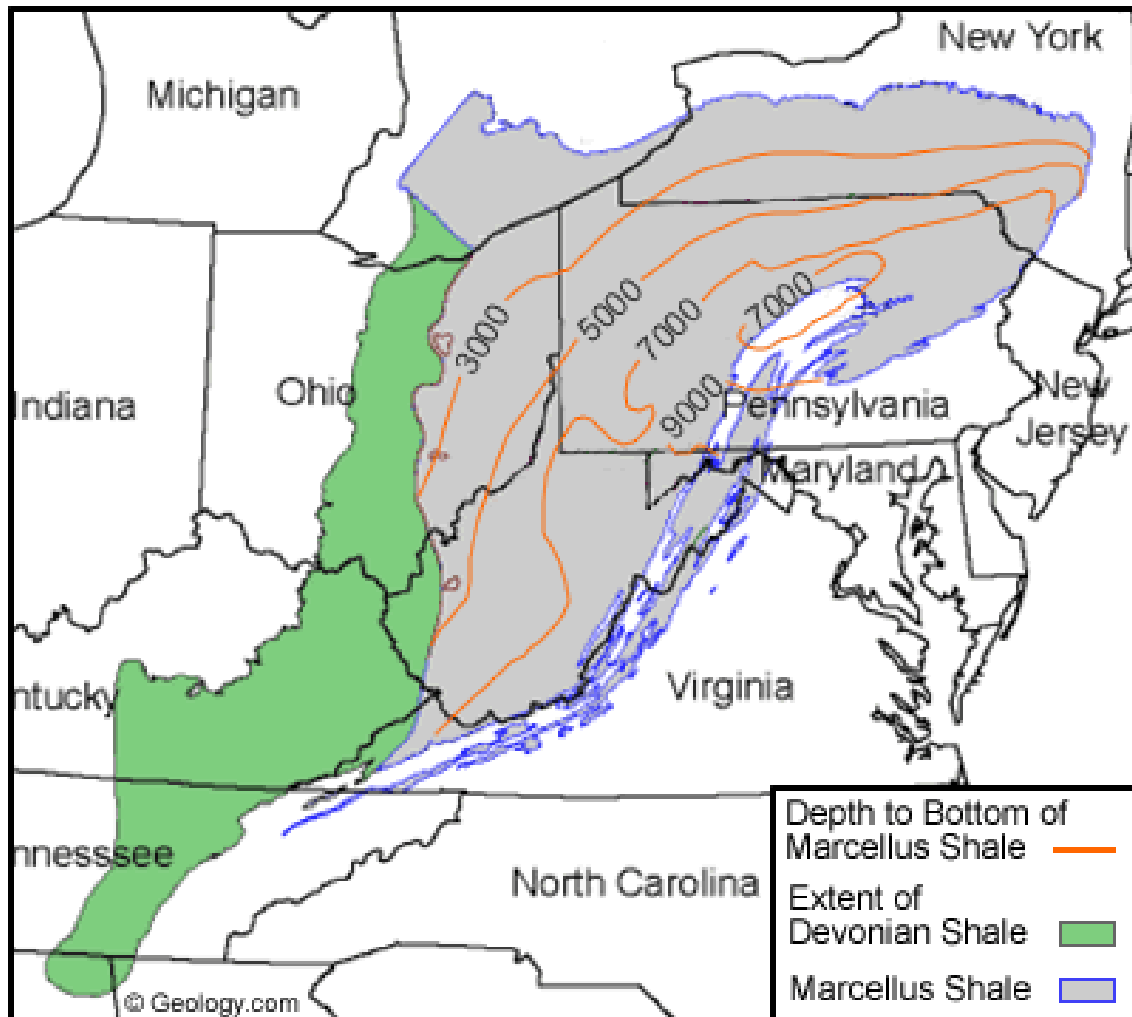 New York
Michigan
3000
5000
7000
7000
9000
Ohio
Indiana
Pennsylvania
New
Jersey
Maryland
Virginia
ntucky
nnesssee
North Carolina
Depth to Bottom of
Marcellus Shale
Extent of
Devonian Shale
Marcellus Shale
© Geology.com